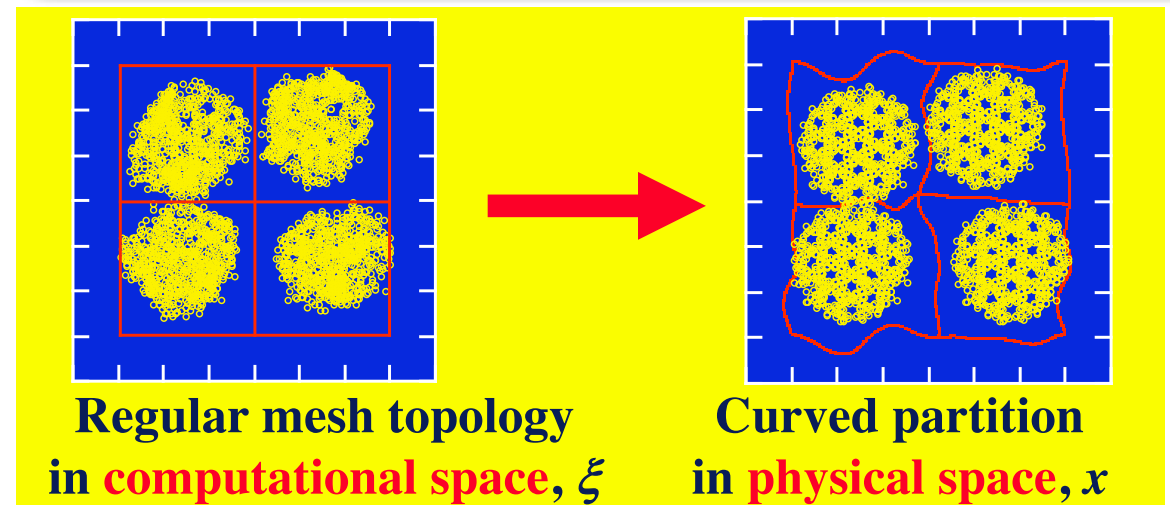 Regular mesh topology
in computational space, ξ
Curved partition
in physical space, x